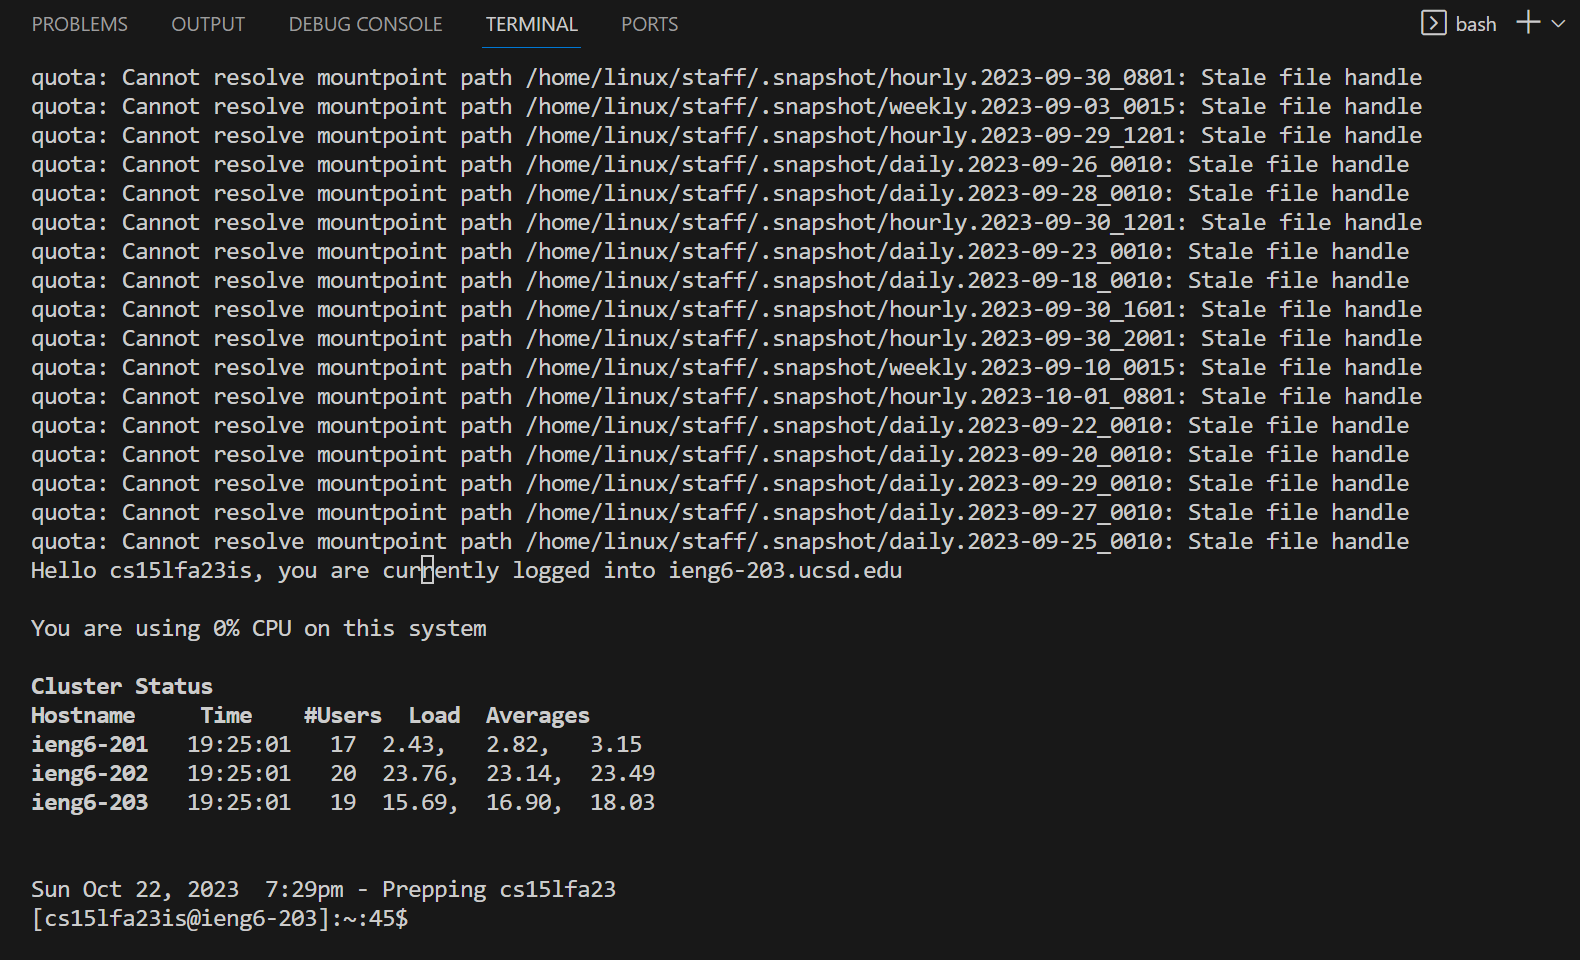 PROBLEMS OUTPUT DEBUG CONSOLE TERMINAL PORTS bash
quota: Cannot resolve mountpoint path /home/linux/staff/.snapshot/hourly.2023-09-30_0801: Stale file handle
quota: Cannot resolve mountpoint path /home/linux/staff/.snapshot/weekly.2023-09-03_0015: Stale file handle
quota: Cannot resolve mountpoint path /home/linux/staff/.snapshot/hourly.2023-09-29_1201: Stale file handle
quota: Cannot resolve mountpoint path /home/linux/staff/.snapshot/daily.2023-09-26_0010: Stale file handle
quota: Cannot resolve mountpoint path /home/linux/staff/.snapshot/daily.2023-09-28_0010: Stale file handle
quota: Cannot resolve mountpoint path /home/linux/staff/.snapshot/hourly.2023-09-30_1201: Stale file handle
quota: Cannot resolve mountpoint path /home/linux/staff/.snapshot/daily.2023-09-23_0010: Stale file handle
quota: Cannot resolve mountpoint path /home/linux/staff/.snapshot/daily.2023-09-18_0010: Stale file handle
quota: Cannot resolve mountpoint path /home/linux/staff/.snapshot/hourly.2023-09-30_1601: Stale file handle
quota: Cannot resolve mountpoint path /home/linux/staff/.snapshot/hourly.2023-09-30_2001: Stale file handle
quota: Cannot resolve mountpoint path /home/linux/staff/.snapshot/weekly.2023-09-10_0015: Stale file handle
quota: Cannot resolve mountpoint path /home/linux/staff/.snapshot/hourly.2023-10-01_0801: Stale file handle
quota: Cannot resolve mountpoint path /home/linux/staff/.snapshot/daily.2023-09-22_0010: Stale file handle
quota: Cannot resolve mountpoint path /home/linux/staff/.snapshot/daily.2023-09-20_0010: Stale file handle
quota: Cannot resolve mountpoint path /home/linux/staff/.snapshot/daily.2023-09-29_0010: Stale file handle
quota: Cannot resolve mountpoint path /home/linux/staff/.snapshot/daily.2023-09-27_0010: Stale file handle
quota: Cannot resolve mountpoint path /home/linux/staff/.snapshot/daily.2023-09-25_0010: Stale file handle
Hello cs15lfa23is, you are currently logged into ieng6-203.ucsd.edu
You are using 0% CPU on this system
Cluster Status
Hostname Time #Users Load Averages
ieng6-201 19:25:01 17 2.43, 2.82, 3.15
ieng6-202 19:25:01 20 23.76, 23.14, 23.49
ieng6-203 19:25:01 19 15.69, 16.90, 18.03
Sun Oct 22, 2023 7:29pm - Prepping cs15lfa23
[cs15lfa23is@ieng6-203]:~:45$